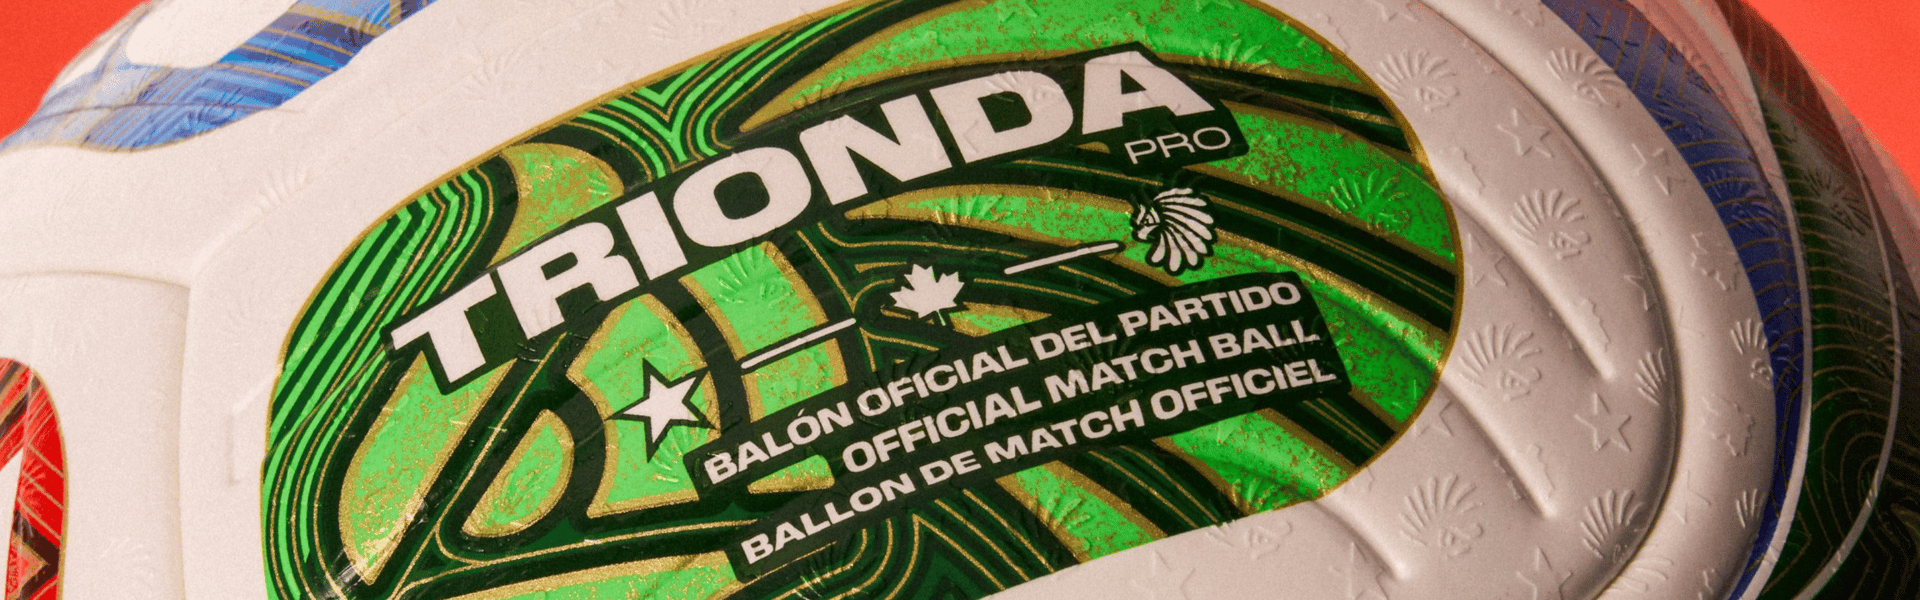 TRIONDA
PRO
BALÓN OFICIAL DEL PARTIDO
OFFICIAL MATCH BALL
BALLON DE MATCH OFFICIEL